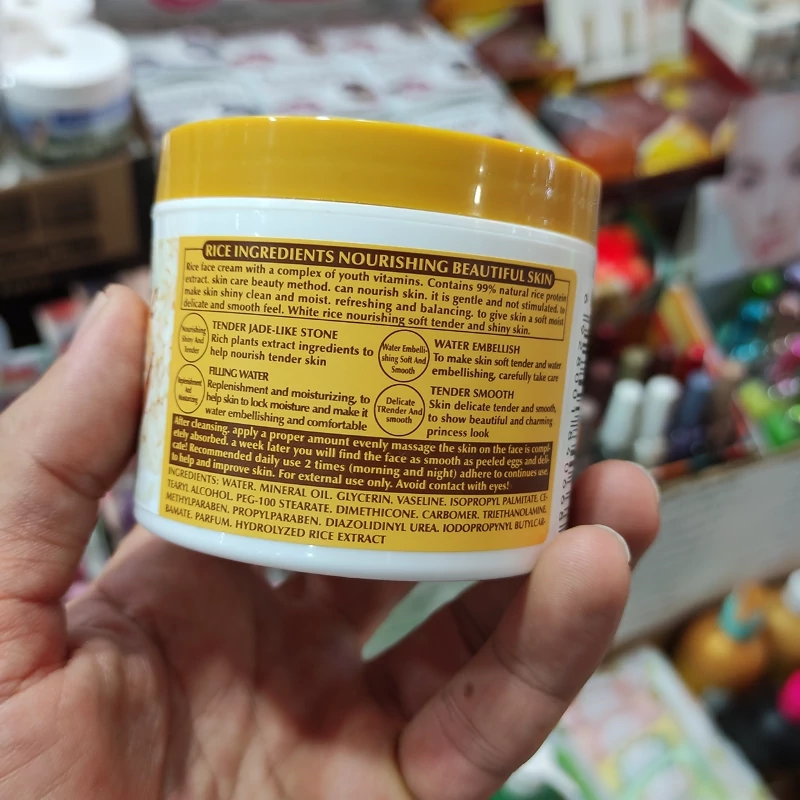 RICE INGREDIENTS NOURISHING BEAUTIFUL SKIN
Rice face cream with a complex of youth vitamins. Contains 99% natural rice protein
extract. skin care beauty method. can nourish skin. it is gentle and not stimulated. to
make skin shiny clean and moist. refreshing and balancing. to give skin a soft moist
delicate and smooth feel. White rice nourishing soft tender and shiny skin.
Nourishing
Shiny And
Tender
TENDER JADE-LIKE STONE
Rich plants extract ingredients to
help nourish tender skin
Water Embelli-
shing Soft And
Smooth
WATER EMBELLISH
To make skin soft tender and water
embellishing, carefully take care
Replenishment
And
Moisturizing
FILLING WATER
Replenishment and moisturizing, to
help skin to lock moisture and make it
water embellishing and comfortable
Delicate
TRender And
smooth
TENDER SMOOTH
Skin delicate tender and smooth,
to show beautiful and charming
princess look
After cleansing, apply a proper amount evenly massage the skin on the face is compl-
etely absorbed. a week later you will find the face as smooth as peeled eggs and deli-
cate! Recommended daily use 2 times (morning and night) adhere to continues use.
to help and improve skin. For external use only. Avoid contact with eyes!
INGREDIENTS: WATER. MINERAL OIL. GLYCERIN. VASELINE. ISOPROPYL PALMITATE. CE-
TEARYL ALCOHOL. PEG-100 STEARATE. DIMETHICONE. CARBOMER. TRIETHANOLAMINE.
METHYLPARABEN. PROPYLPARABEN. DIAZOLIDINYL UREA. IODOPROPYNYL BUTYLCAR-
BAMATE. PARFUM. HYDROLYZED RICE EXTRACT